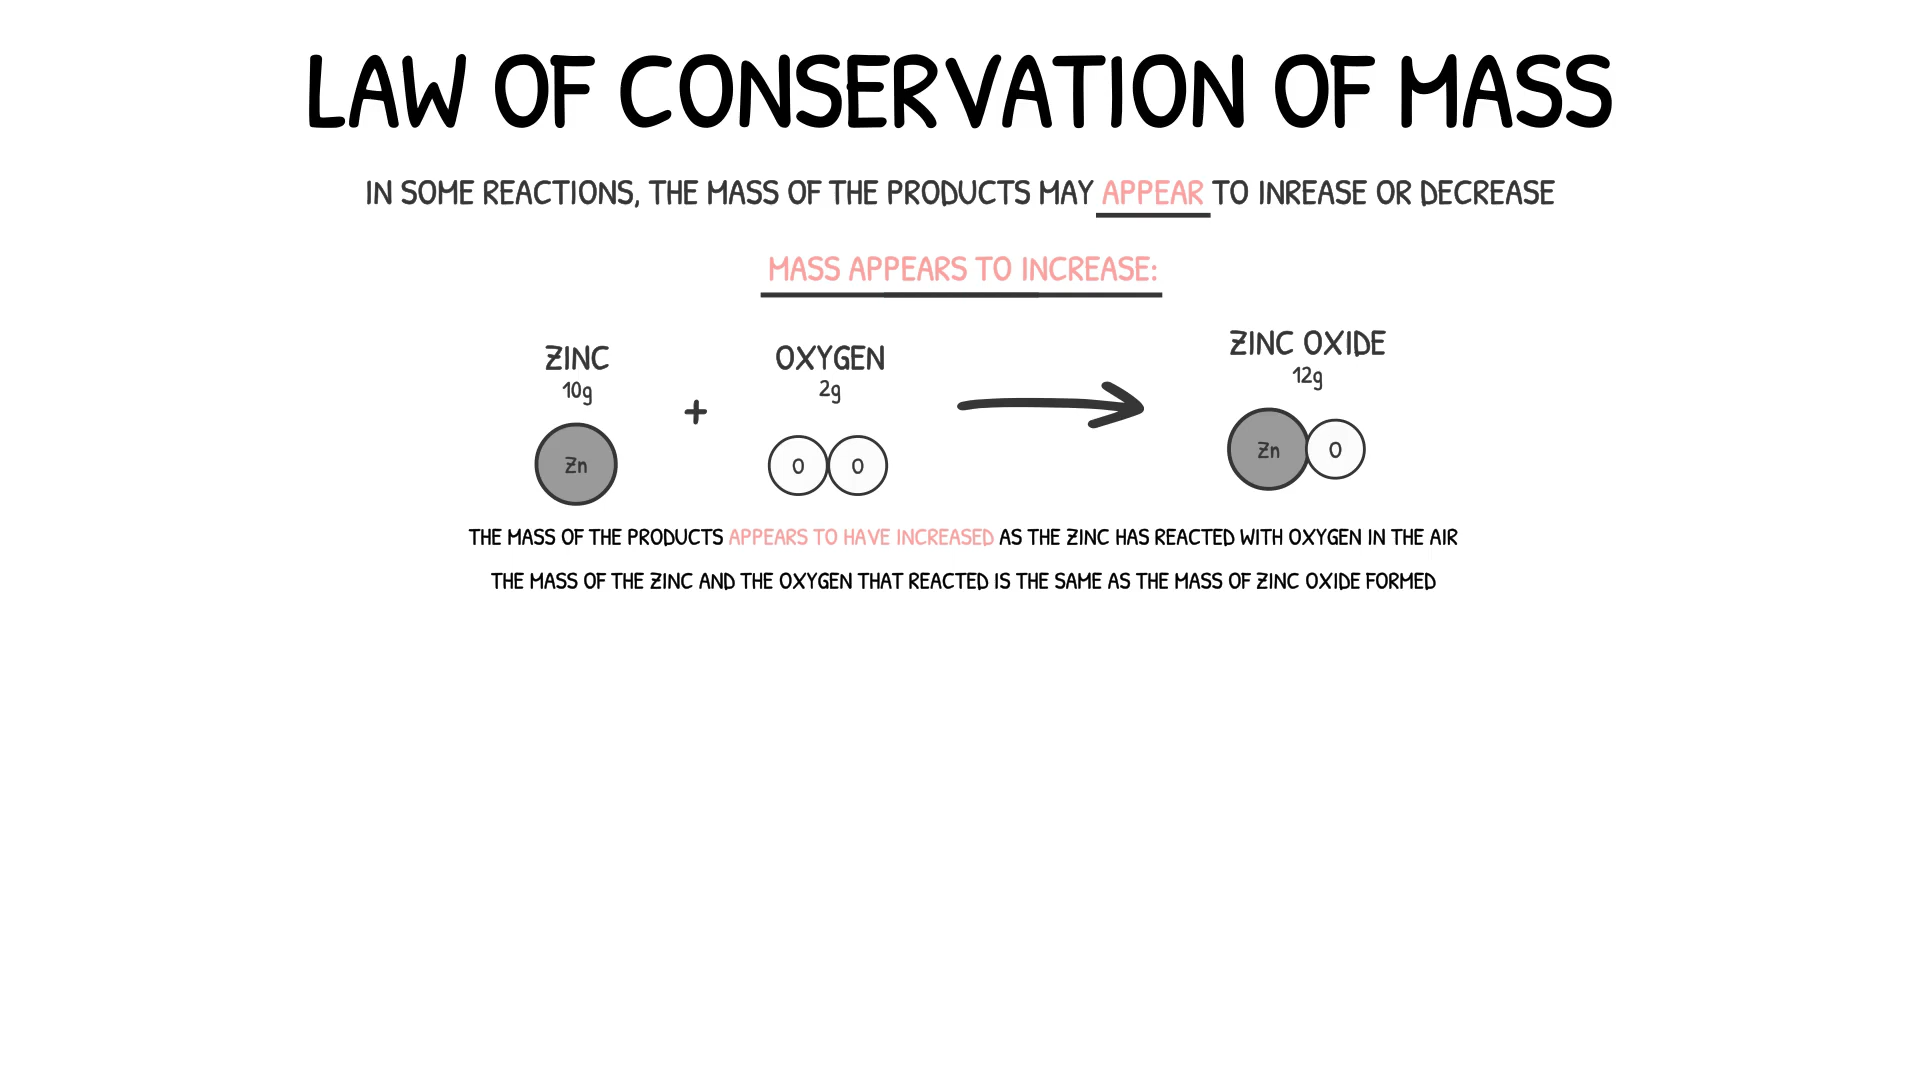 LAW OF CONSERVATION OF MASS
IN SOME REACTIONS, THE MASS OF THE PRODUCTS MAY APPEAR TO INREASE OR DECREASE
MASS APPEARS TO INCREASE:
ZINC
10g
+
OXYGEN
2g
ZINC OXIDE
12g
Zn
O O
Zn O
THE MASS OF THE PRODUCTS APPEARS TO HAVE INCREASED AS THE ZINC HAS REACTED WITH OXYGEN IN THE AIR
THE MASS OF THE ZINC AND THE OXYGEN THAT REACTED IS THE SAME AS THE MASS OF ZINC OXIDE FORMED